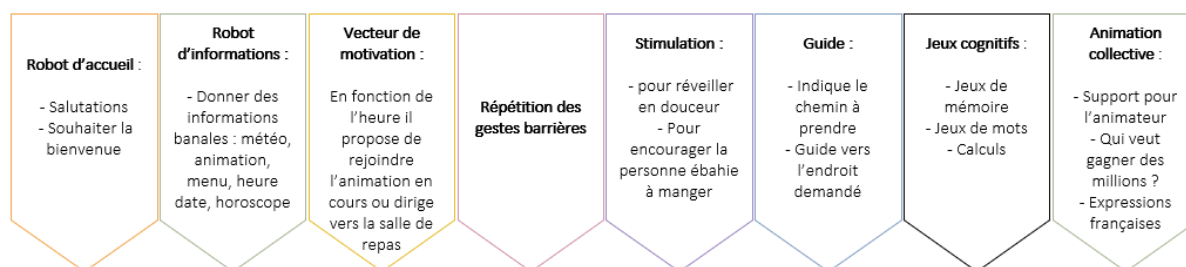 Robot d'accueil :
- Salutations
- Souhaiter la
bienvenue
Robot
d'informations :
- Donner des
informations
banales : météo,
animation,
menu, heure
date, horoscope
Vecteur de
motivation :
En fonction de
l'heure il
propose de
rejoindre
l'animation en
cours ou dirige
vers la salle de
repas
Répétition des
gestes barrières
Stimulation :
- pour réveiller
en douceur
- Pour
encourager la
personne ébahie
à manger
Guide :
- Indique le
chemin à
prendre
- Guide vers
l'endroit
demandé
Jeux cognitifs :
- Jeux de
mémoire
- Jeux de mots
- Calculs
Animation
collective :
- Support pour
l'animateur
- Qui veut
gagner des
millions ?
- Expressions
françaises